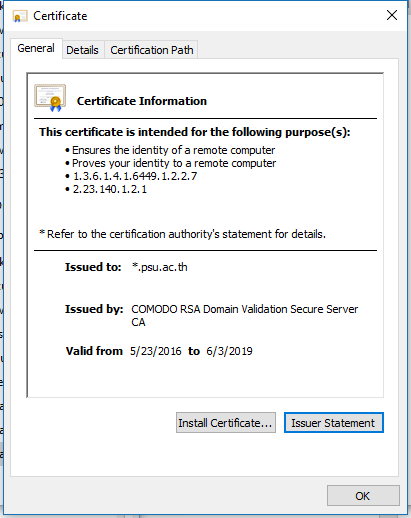 Certificate
General Details Certification Path
Certificate Information
This certificate is intended for the following purpose(s):
• Ensures the identity of a remote computer
• Proves your identity to a remote computer
• 1.3.6.1.4.1.6449.1.2.2.7
• 2.23.140.1.2.1
* Refer to the certification authority's statement for details.
Issued to: *.psu.ac.th
Issued by: COMODO RSA Domain Validation Secure Server
CA
Valid from 5/23/2016 to 6/3/2019
Install Certificate... Issuer Statement
OK